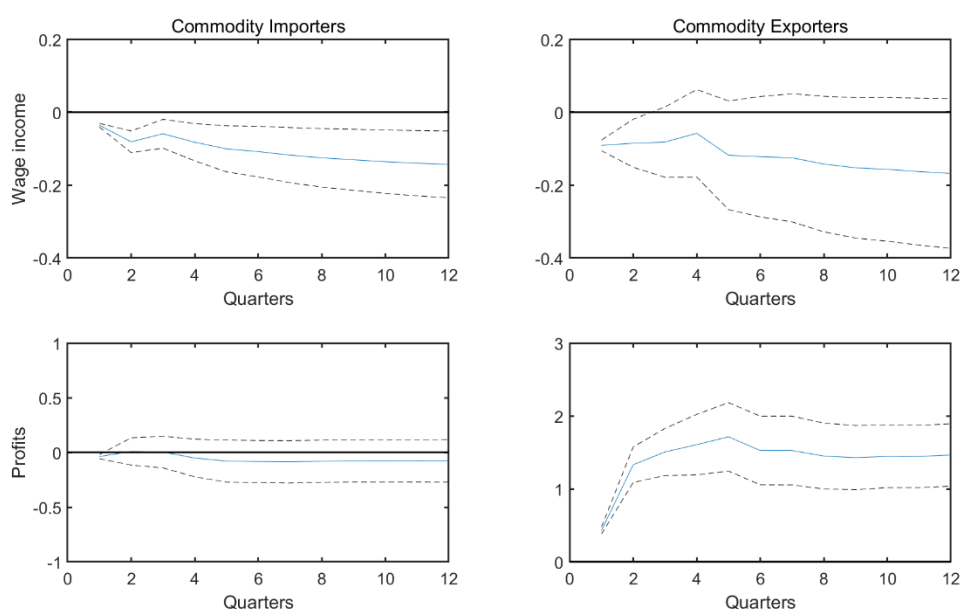 Commodity Importers
Commodity Exporters
0.2
0
-0.2
-0.4
Wage income
0 2 4 6 8 10 12
Quarters
0.2
0
-0.2
-0.4
0 2 4 6 8 10 12
Quarters
1
0.5
0
-0.5
-1
Profits
0 2 4 6 8 10 12
Quarters
3
2
1
0
0 2 4 6 8 10 12
Quarters